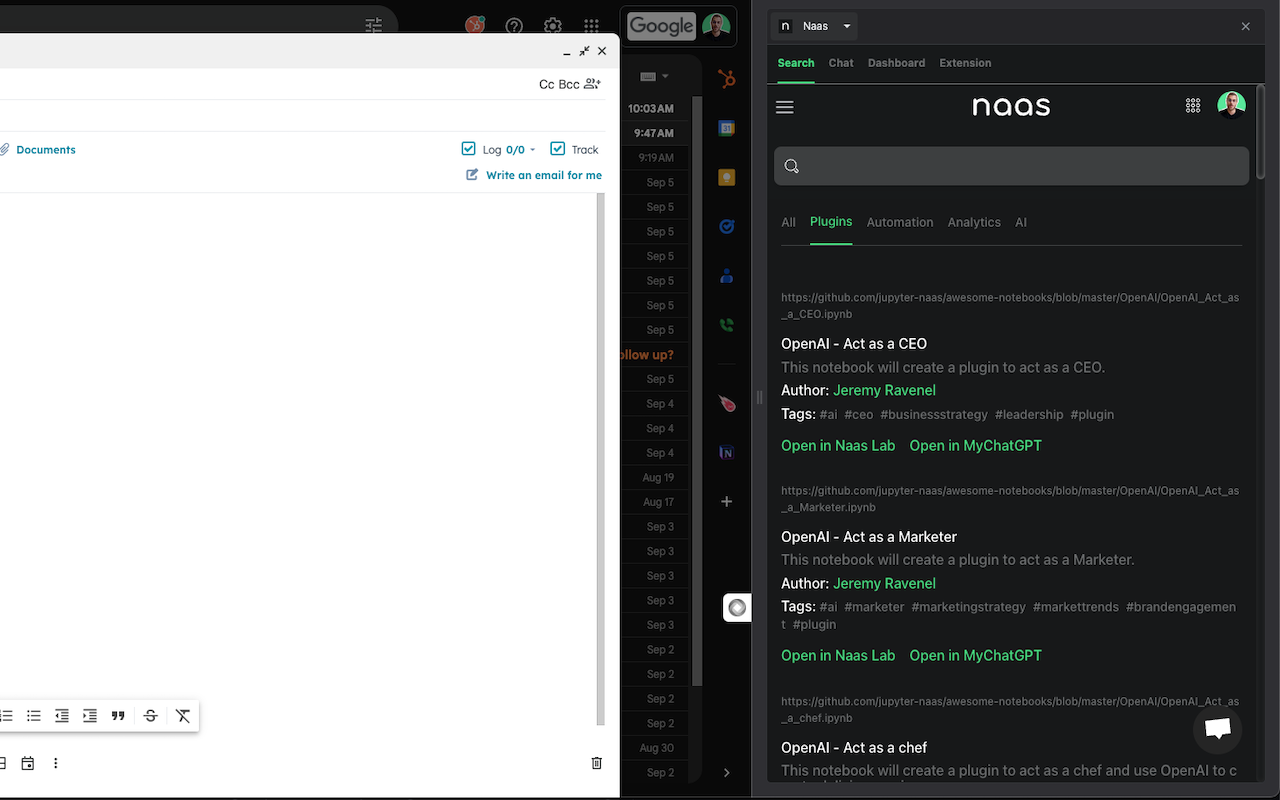 Cc Bcc
Documents
Log 0/0
Track
Write an email for me
Google
10:03 AM
9:47 AM
9:19 AM
Sep 5
Sep 5
Sep 5
Sep 5
Sep 5
Sep 5
Sep 5
ollow up?
Sep 5
Sep 4
Sep 4
Sep 4
Aug 19
Aug 17
Sep 3
Sep 3
Sep 3
Sep 3
Sep 3
Sep 2
Sep 2
Sep 2
Sep 2
Aug 30
Sep 2
31
n Naas
Search Chat Dashboard Extension
naas
All Plugins Automation Analytics AI
https://github.com/jupyter-naas/awesome-notebooks/blob/master/OpenAI/OpenAI_Act_as
_a_CEO.ipynb
OpenAI - Act as a CEO
This notebook will create a plugin to act as a CEO.
Author: Jeremy Ravenel
Tags: #ai #ceo #businessstrategy #leadership #plugin
Open in Naas Lab Open in MyChatGPT
https://github.com/jupyter-naas/awesome-notebooks/blob/master/OpenAI/OpenAI_Act_as
_a_Marketer.ipynb
OpenAI - Act as a Marketer
This notebook will create a plugin to act as a Marketer.
Author: Jeremy Ravenel
Tags: #ai #marketer #marketingstrategy #markettrends #brandengagemen
t #plugin
Open in Naas Lab Open in MyChatGPT
https://github.com/jupyter-naas/awesome-notebooks/blob/master/OpenAI/OpenAI_Act_as
_a_chef.ipynb
OpenAI - Act as a chef
This notebook will create a plugin to act as a chef and use OpenAI to c